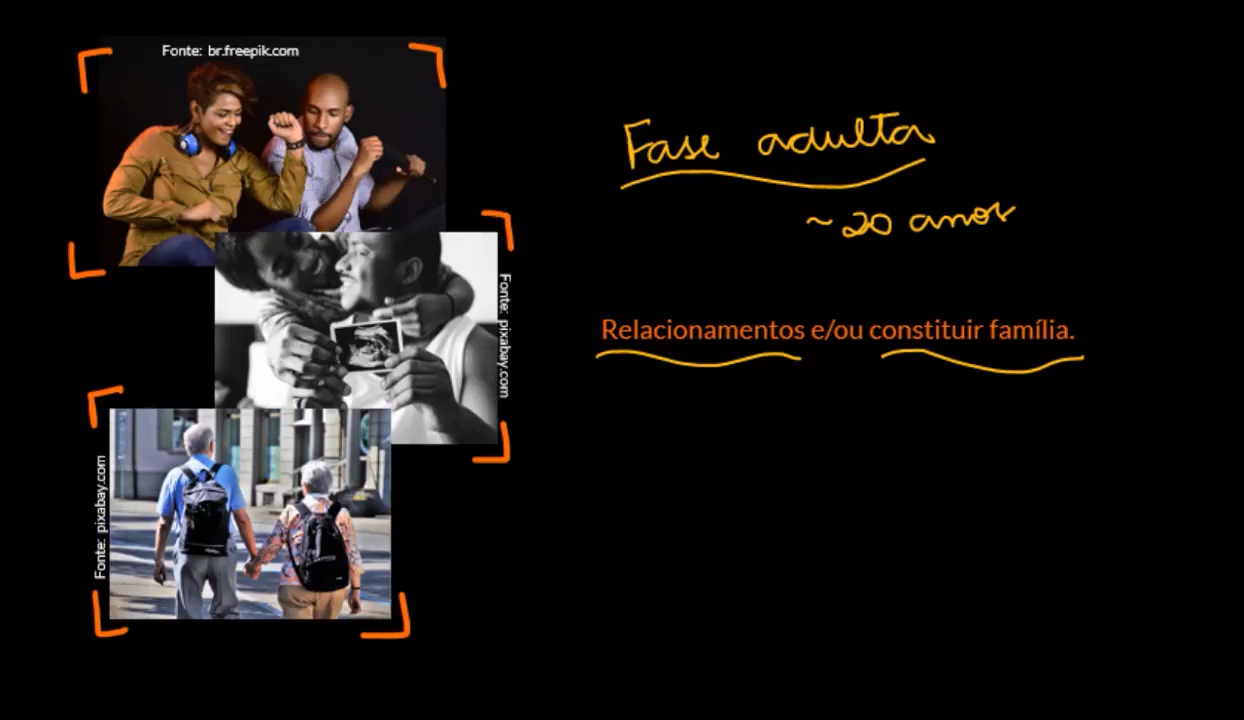 Fonte: br.freepik.com
Fase adulta
~20 anos
Fonte: pixabay.com
Relacionamentos e/ou constituir família.
Fonte: pixabay.com